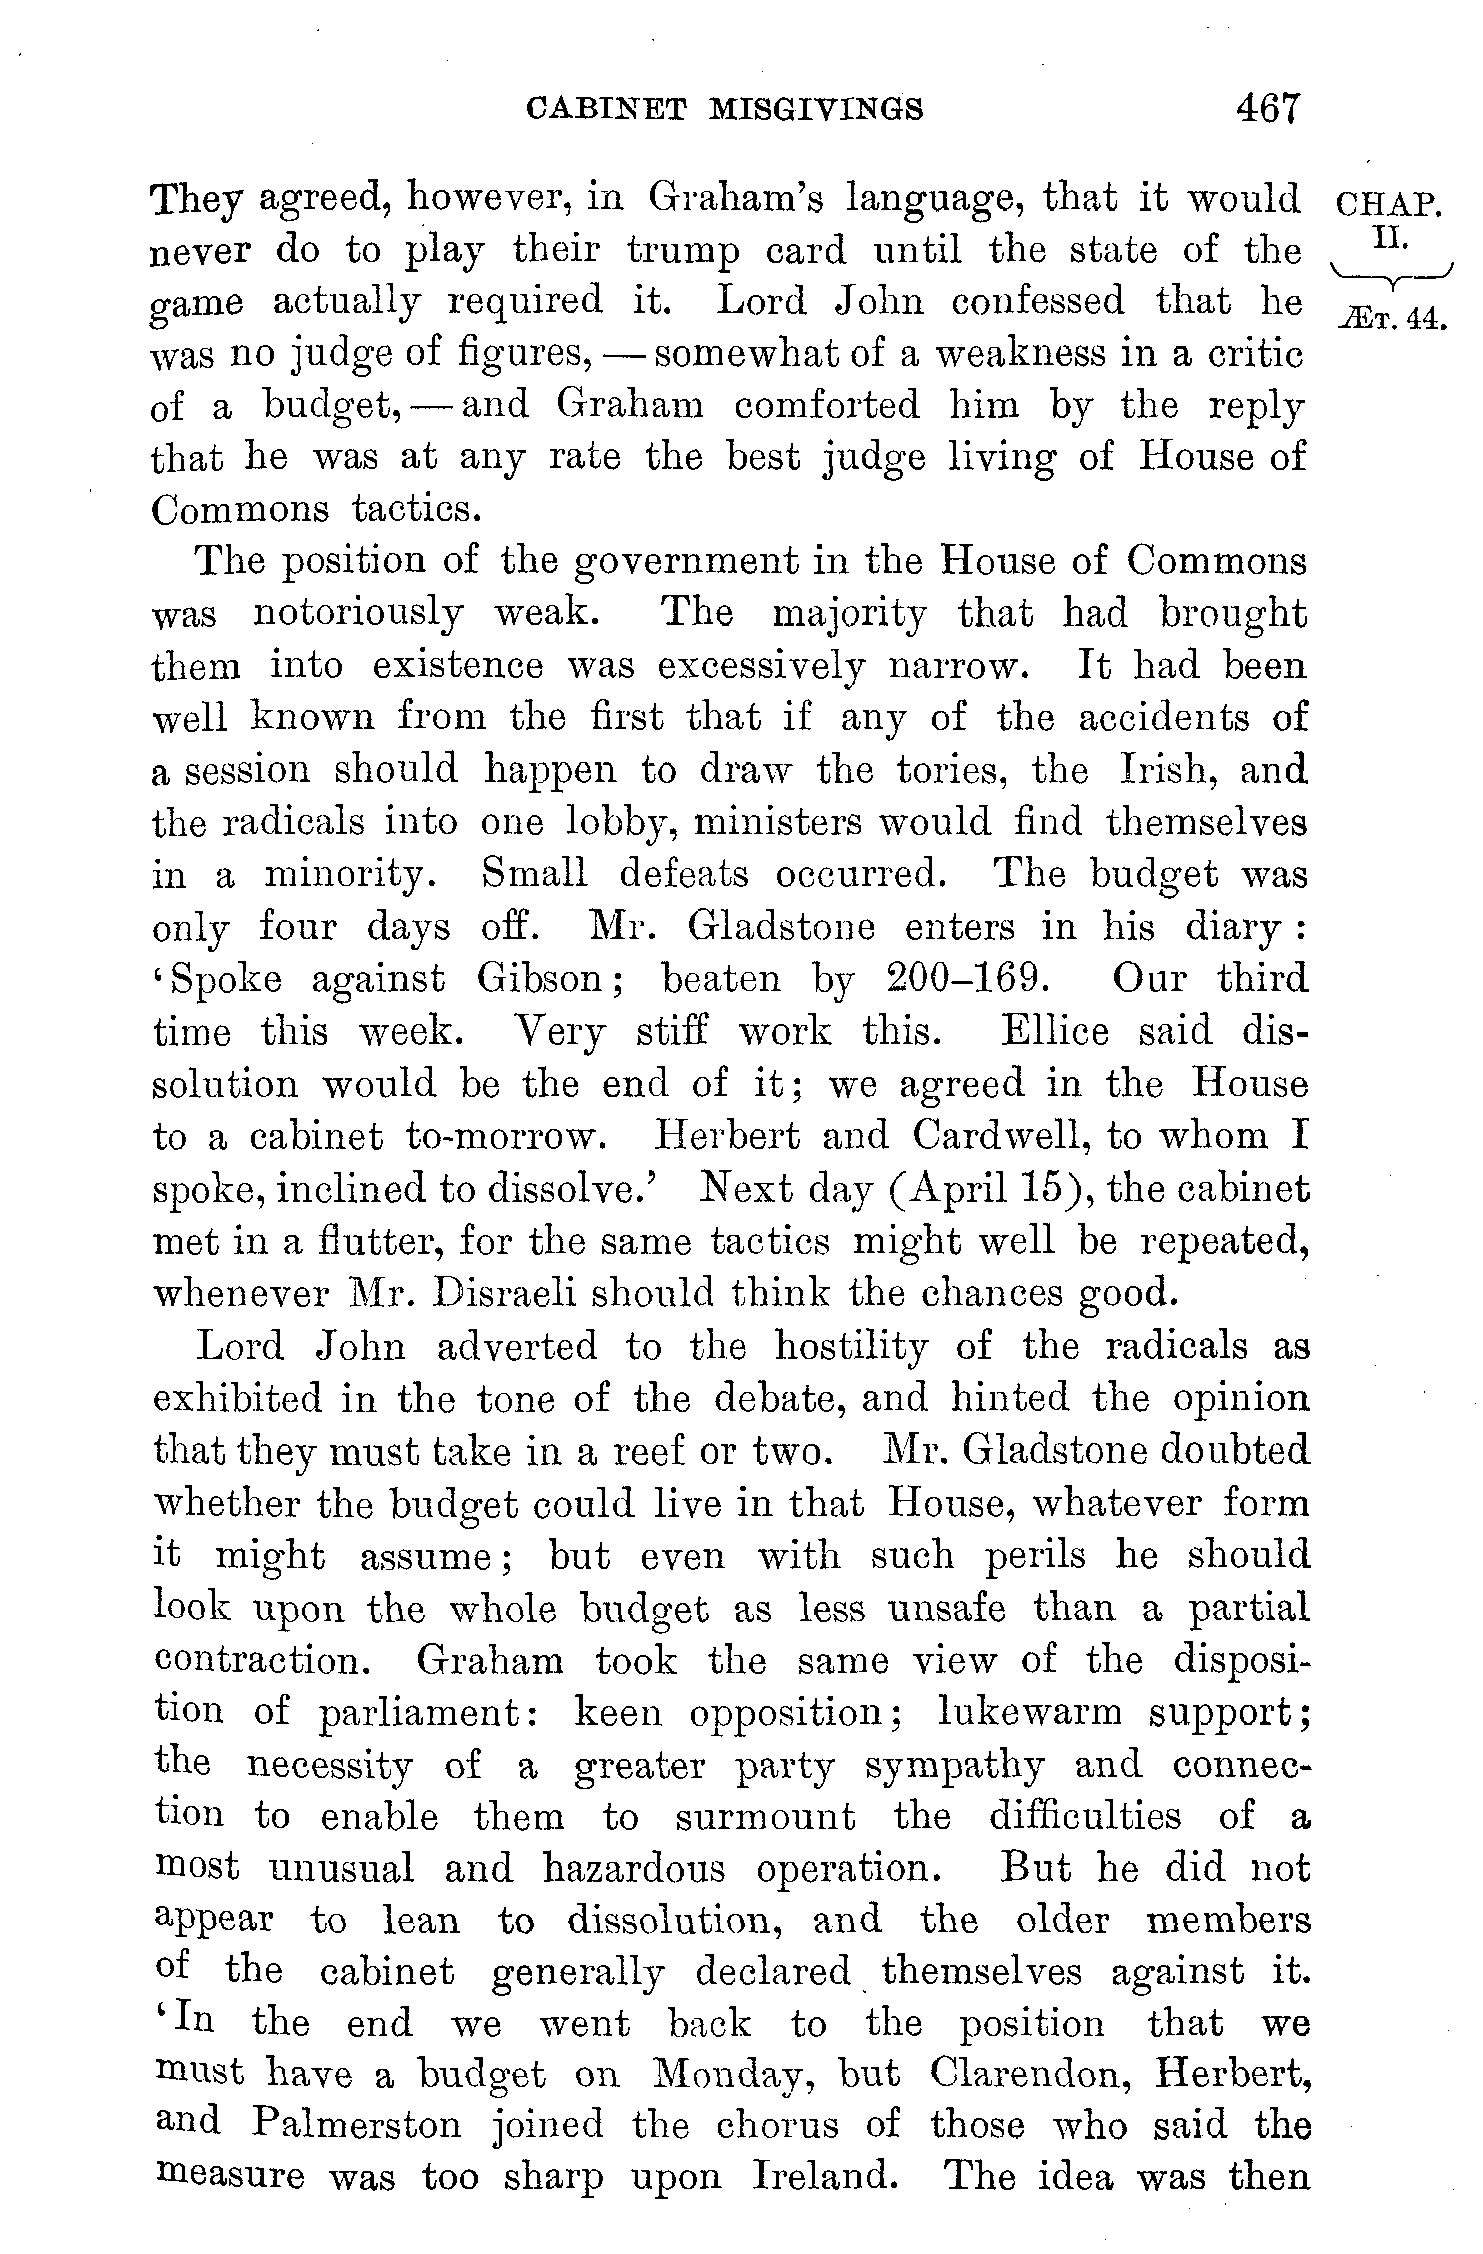 CABINET MISGIVINGS 467
They agreed, however, in Graham's language, that it would
never do to play their trump card until the state of the
game actually required it. Lord John confessed that he
was no judge of figures, — somewhat of a weakness in a critic
of a budget, — and Graham comforted him by the reply
that he was at any rate the best judge living of House of
Commons tactics.
The position of the government in the House of Commons
was notoriously weak. The majority that had brought
them into existence was excessively narrow. It had been
well known from the first that if any of the accidents of
a session should happen to draw the tories, the Irish, and
the radicals into one lobby, ministers would find themselves
in a minority. Small defeats occurred. The budget was
only four days off. Mr. Gladstone enters in his diary :
‘Spoke against Gibson; beaten by 200–169. Our third
time this week. Very stiff work this. Ellice said dis-
solution would be the end of it; we agreed in the House
to a cabinet to-morrow. Herbert and Cardwell, to whom I
spoke, inclined to dissolve.’ Next day (April 15), the cabinet
met in a flutter, for the same tactics might well be repeated,
whenever Mr. Disraeli should think the chances good.
Lord John adverted to the hostility of the radicals as
exhibited in the tone of the debate, and hinted the opinion
that they must take in a reef or two. Mr. Gladstone doubted
whether the budget could live in that House, whatever form
it might assume; but even with such perils he should
look upon the whole budget as less unsafe than a partial
contraction. Graham took the same view of the disposi-
tion of parliament: keen opposition; lukewarm support;
the necessity of a greater party sympathy and connec-
tion to enable them to surmount the difficulties of a
most unusual and hazardous operation. But he did not
appear to lean to dissolution, and the older members
of the cabinet generally declared themselves against it.
‘In the end we went back to the position that we
must have a budget on Monday, but Clarendon, Herbert,
and Palmerston joined the chorus of those who said the
measure was too sharp upon Ireland. The idea was then
CHAP.
II.
ÆT. 44.